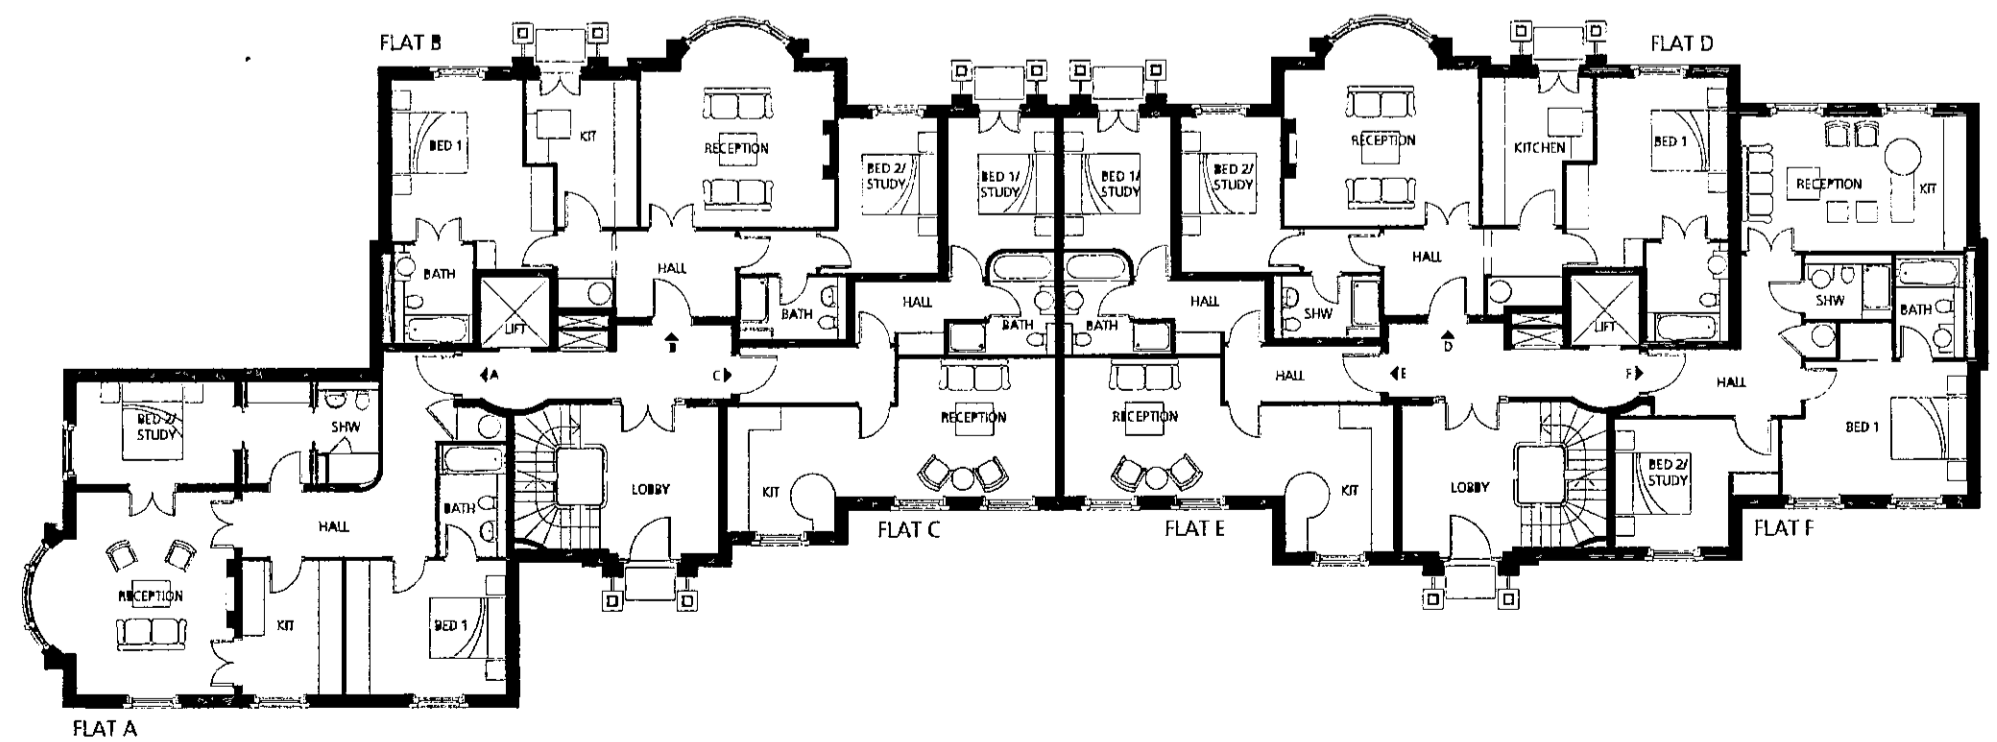 FLAT B
FLAT D
BED 1
KIT
RECEPTION
BED 2/
STUDY
BED 1/
STUDY
BED 1/
STUDY
BED 2/
STUDY
RECEPTION
KITCHEN
BED 1
RECEPTION
KIT
BATH
HALL
LIFT
BATH
HALL
BATH
BATH
HALL
SHW
HALL
LIFT
SHW
BATH
A
B
C
HALL
E
D
F
HALL
BED 2/
STUDY
SHW
RECEPTION
RECEPTION
BED 1
BED 2/
STUDY
BATH
HALL
LOBBY
KIT
KIT
LOBBY
FLAT C
FLAT E
FLAT F
RECEPTION
KIT
BED 1
FLAT A